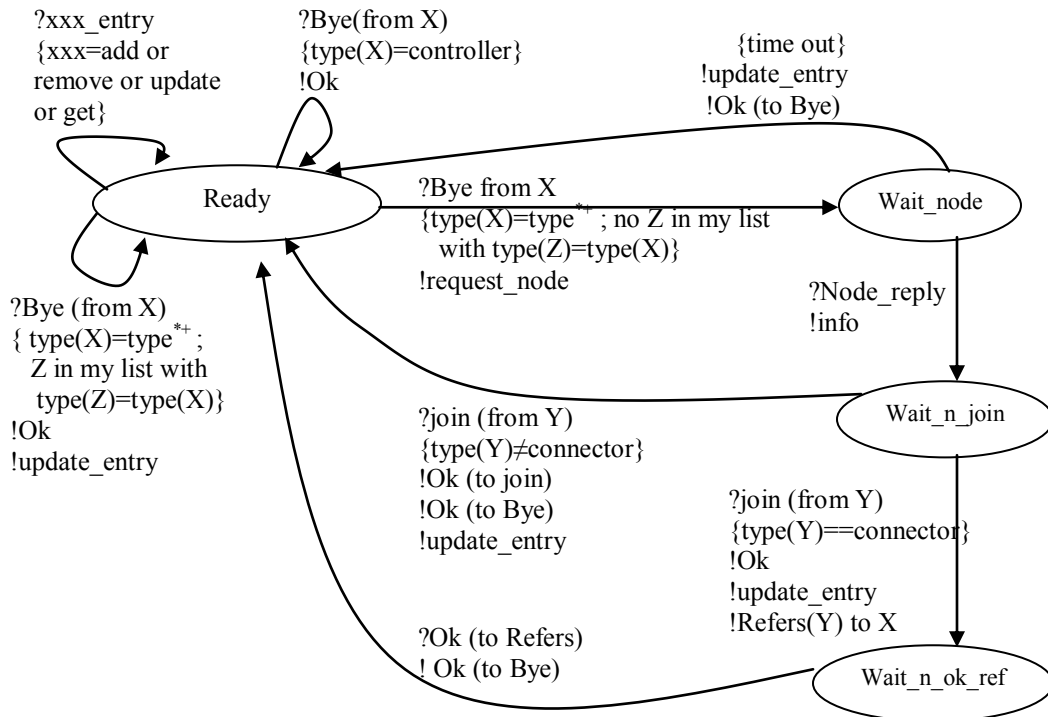 ?xxx_entry
{xxx=add or
remove or update
or get}
?Bye(from X)
{type(X)=controller}
!Ok
{time out}
!update_entry
!Ok (to Bye)
Ready
?Bye from X
{type(X)=type*+ ; no Z in my list
with type(Z)=type(X)}
!request_node
Wait_node
?Bye (from X)
{ type(X)=type*+ ;
Z in my list with
type(Z)=type(X)}
!Ok
!update_entry
?Node_reply
!info
Wait_n_join
?join (from Y)
{type(Y)≠connector}
!Ok (to join)
!Ok (to Bye)
!update_entry
?join (from Y)
{type(Y)==connector}
!Ok
!update_entry
!Refers(Y) to X
?Ok (to Refers)
! Ok (to Bye)
Wait_n_ok_ref